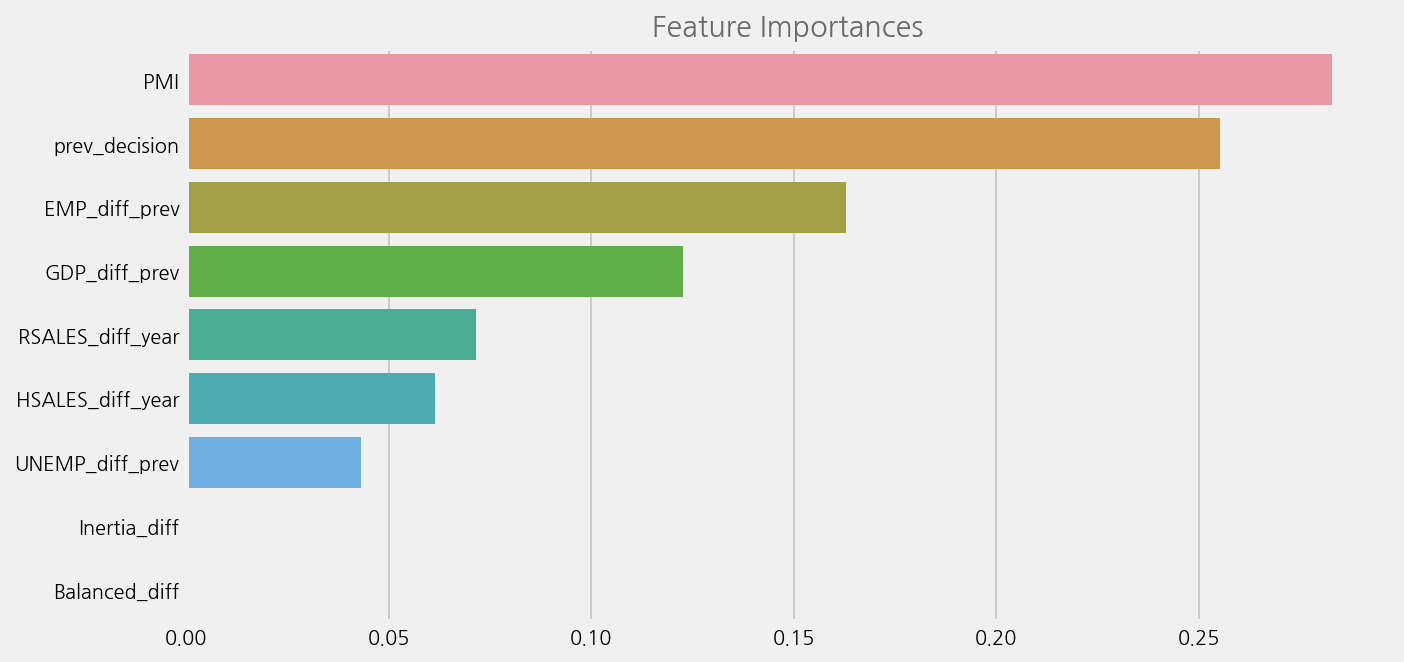 Feature Importances
PMI
prev_decision
EMP_diff_prev
GDP_diff_prev
RSALES_diff_year
HSALES_diff_year
UNEMP_diff_prev
Inertia_diff
Balanced_diff
0.00 0.05 0.10 0.15 0.20 0.25